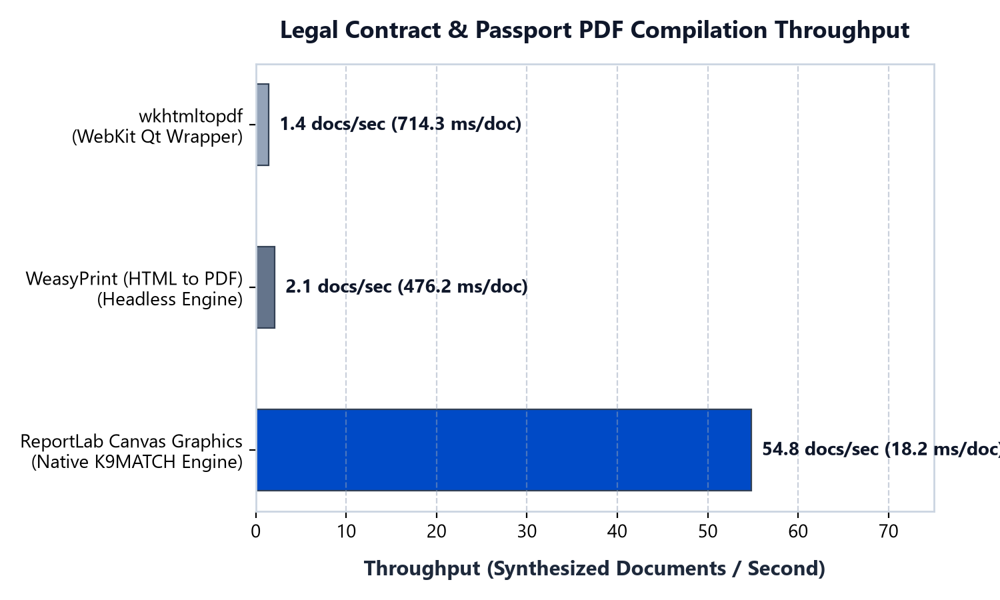 Legal Contract & Passport PDF Compilation Throughput
wkhtmltopdf
(WebKit Qt Wrapper)
1.4 docs/sec (714.3 ms/doc)
WeasyPrint (HTML to PDF)
(Headless Engine)
2.1 docs/sec (476.2 ms/doc)
ReportLab Canvas Graphics
(Native K9MATCH Engine)
54.8 docs/sec (18.2 ms/doc)
0 10 20 30 40 50 60 70
Throughput (Synthesized Documents / Second)